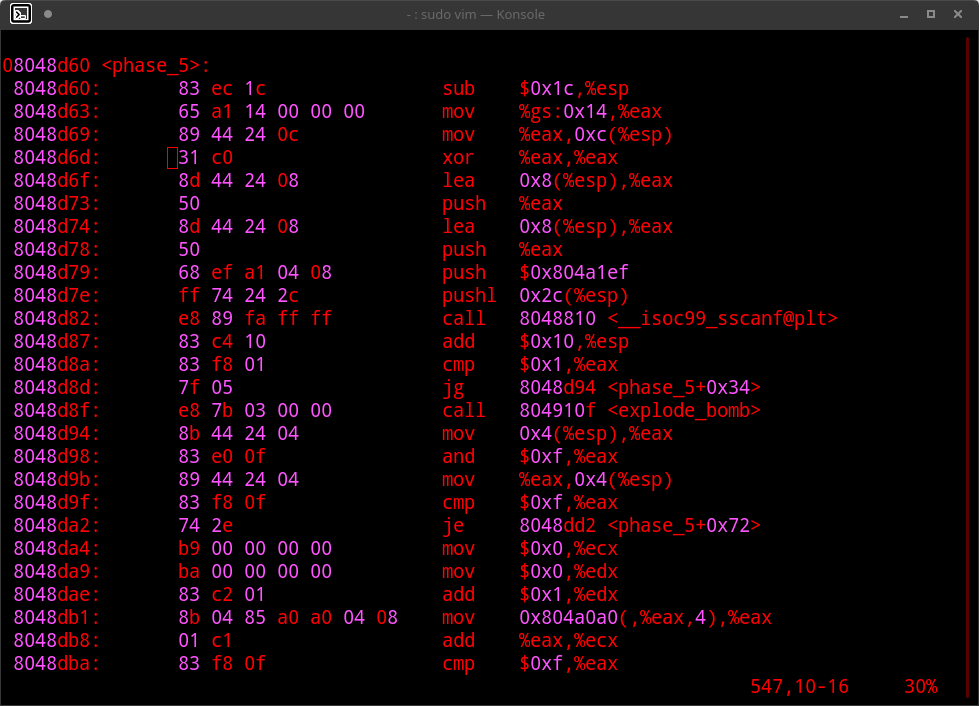 - : sudo vim — Konsole
08048d60 <phase_5>:
8048d60: 83 ec 1c sub $0x1c,%esp
8048d63: 65 a1 14 00 00 00 mov %gs:0x14,%eax
8048d69: 89 44 24 0c mov %eax,0xc(%esp)
8048d6d: 31 c0 xor %eax,%eax
8048d6f: 8d 44 24 08 lea 0x8(%esp),%eax
8048d73: 50 push %eax
8048d74: 8d 44 24 08 lea 0x8(%esp),%eax
8048d78: 50 push %eax
8048d79: 68 ef a1 04 08 push $0x804a1ef
8048d7e: ff 74 24 2c pushl 0x2c(%esp)
8048d82: e8 89 fa ff ff call 8048810 <__isoc99_sscanf@plt>
8048d87: 83 c4 10 add $0x10,%esp
8048d8a: 83 f8 01 cmp $0x1,%eax
8048d8d: 7f 05 jg 8048d94 <phase_5+0x34>
8048d8f: e8 7b 03 00 00 call 804910f <explode_bomb>
8048d94: 8b 44 24 04 mov 0x4(%esp),%eax
8048d98: 83 e0 0f and $0xf,%eax
8048d9b: 89 44 24 04 mov %eax,0x4(%esp)
8048d9f: 83 f8 0f cmp $0xf,%eax
8048da2: 74 2e je 8048dd2 <phase_5+0x72>
8048da4: b9 00 00 00 00 mov $0x0,%ecx
8048da9: ba 00 00 00 00 mov $0x0,%edx
8048dae: 83 c2 01 add $0x1,%edx
8048db1: 8b 04 85 a0 a0 04 08 mov 0x804a0a0(,%eax,4),%eax
8048db8: 01 c1 add %eax,%ecx
8048dba: 83 f8 0f cmp $0xf,%eax
547,10-16 30%